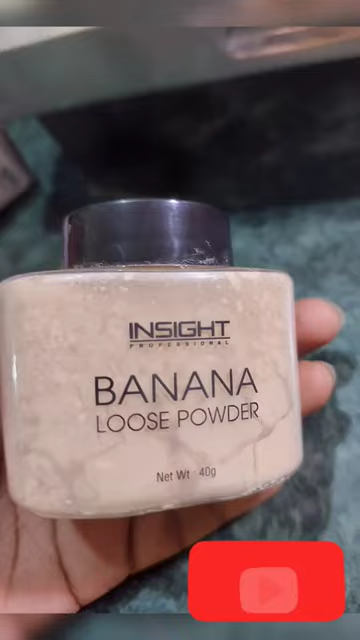 INSIGHT
PROFESSIONAL
BANANA
LOOSE POWDER
Net Wt : 40g